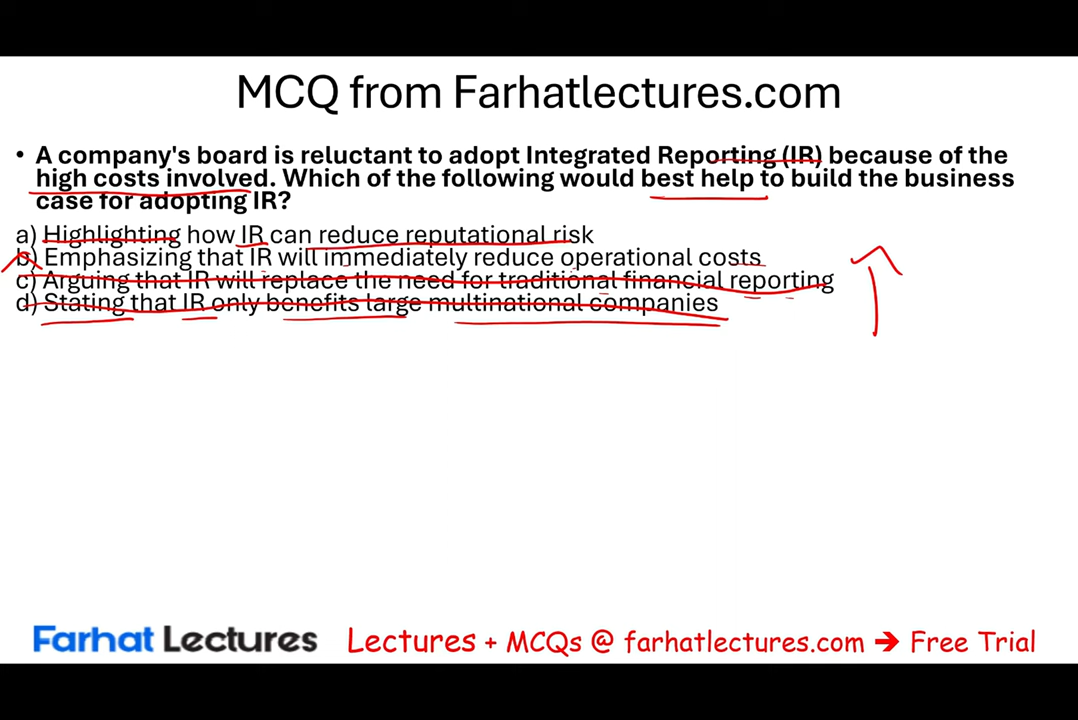 MCQ from Farhatlectures.com
• A company's board is reluctant to adopt Integrated Reporting (IR) because of the
high costs involved. Which of the following would best help to build the business
case for adopting IR?
a) Highlighting how IR can reduce reputational risk
b) Emphasizing that IR will immediately reduce operational costs
c) Arguing that IR will replace the need for traditional financial reporting
d) Stating that IR only benefits large multinational companies
Farhat Lectures Lectures + MCQs @ farhatlectures.com → Free Trial